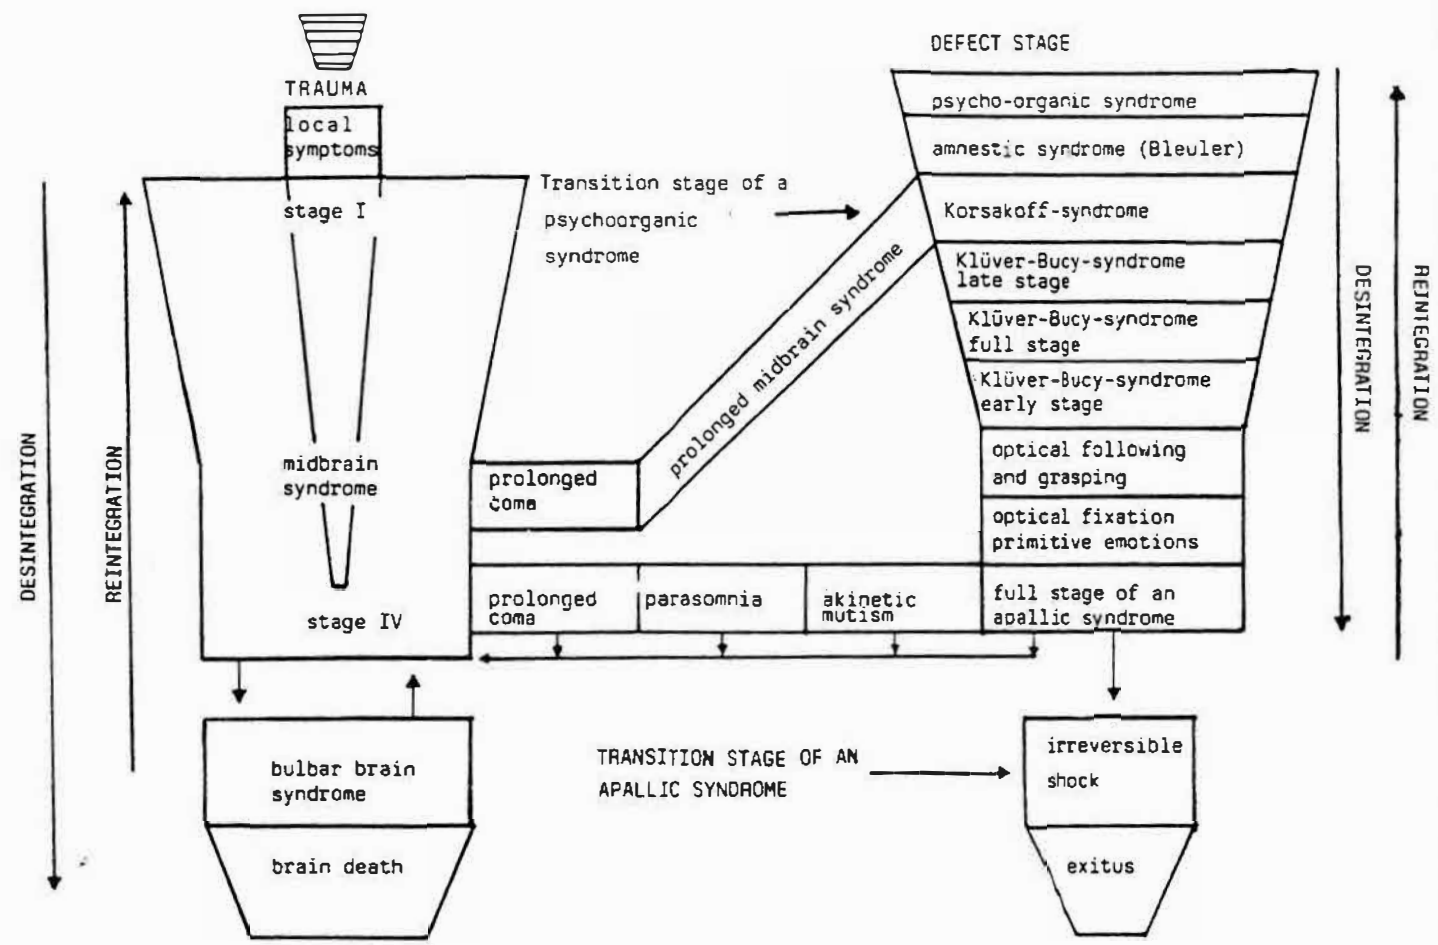 TRAUMA
local
symptoms
stage I
midbrain
syndrome
stage IV
bulbar brain
syndrome
brain death
DESINTEGRATION
REINTEGRATION
Transition stage of a
psychoorganic
syndrome
prolonged
coma
prolonged midbrain syndrome
prolonged
coma
parasomnia
akinetic
mutism
DEFECT STAGE
psycho-organic syndrome
amnestic syndrome (Bleuler)
Korsakoff-syndrome
Klüver-Bucy-syndrome
late stage
Klüver-Bucy-syndrome
full stage
Klüver-Bucy-syndrome
early stage
optical following
and grasping
optical fixation
primitive emotions
full stage of an
apallic syndrome
DESINTEGRATION
REINTEGRATION
TRANSITION STAGE OF AN
APALLIC SYNDROME
irreversible
shock
exitus